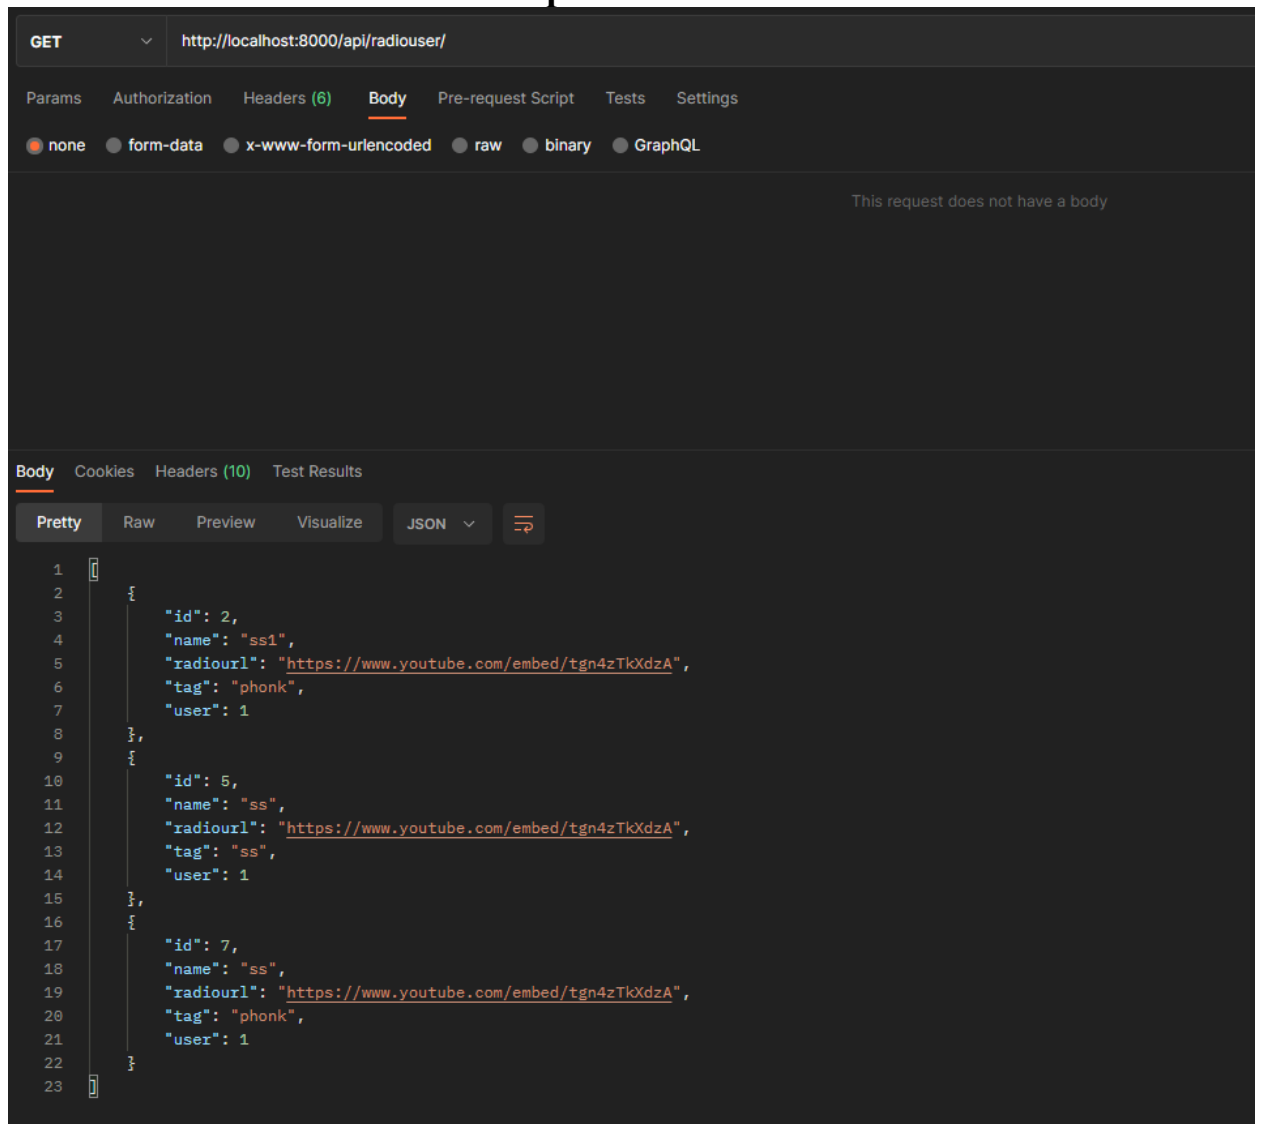 GET http://localhost:8000/api/radiouser/
Params Authorization Headers (6) Body Pre-request Script Tests Settings
none form-data x-www-form-urlencoded raw binary GraphQL
This request does not have a body
Body Cookies Headers (10) Test Results
Pretty Raw Preview Visualize JSON
1 [
2 {
3 "id": 2,
4 "name": "ss1",
5 "radiourl": "https://www.youtube.com/embed/tgn4zTkXdzA",
6 "tag": "phonk",
7 "user": 1
8 },
9 {
10 "id": 5,
11 "name": "ss",
12 "radiourl": "https://www.youtube.com/embed/tgn4zTkXdzA",
13 "tag": "ss",
14 "user": 1
15 },
16 {
17 "id": 7,
18 "name": "ss",
19 "radiourl": "https://www.youtube.com/embed/tgn4zTkXdzA",
20 "tag": "phonk",
21 "user": 1
22 }
23 ]